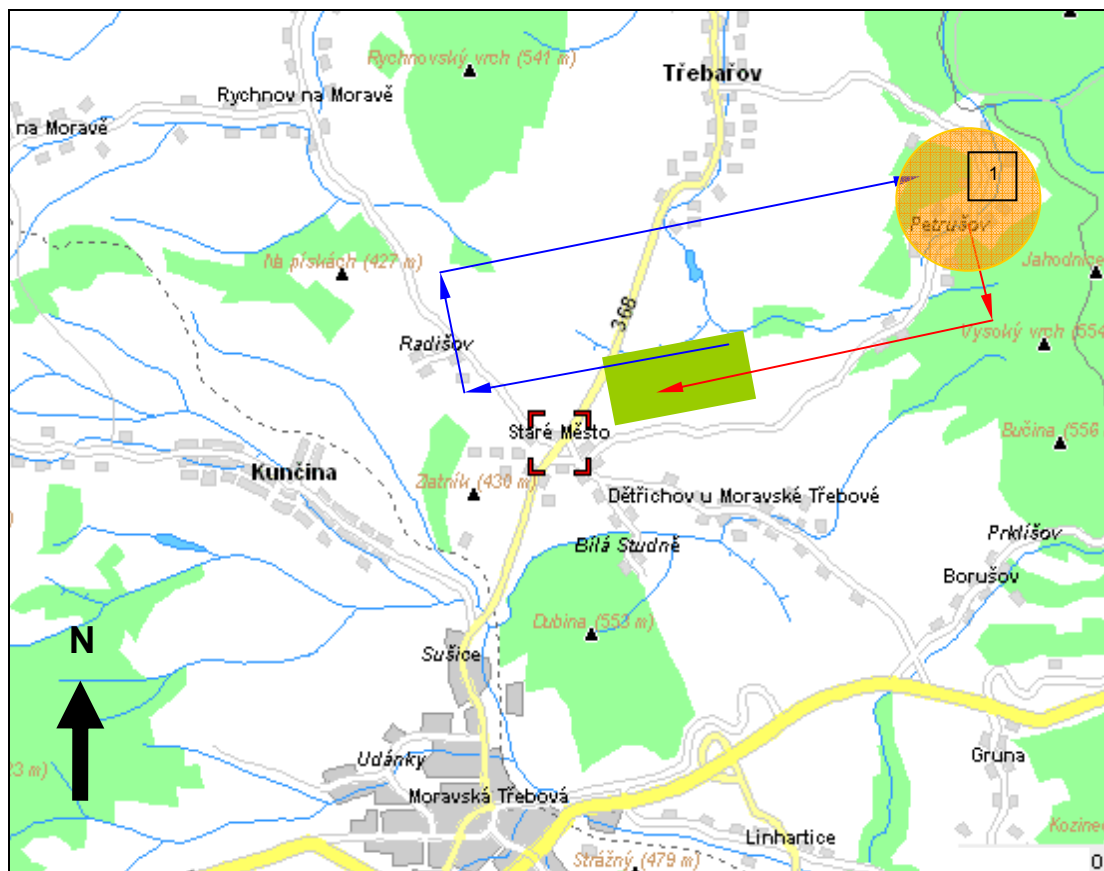 Rychnovský vrch (541 m)
Třebařov
Rychnov na Moravě
na Moravě
1
Petrušov
Na pískách (427 m)
Jahodnice
368
Vysoký vrch (554
Radišov
Staré Město
Bučina (556
Kunčina
Zlatník (430 m)
Dětřichov u Moravské Třebové
Prklišov
Bílá Studně
Borušov
N
Dubina (553 m)
Sušice
Udánky
Gruna
23 m)
Moravská Třebová
Kozinec
Linhartice
Strážný (479 m)
0